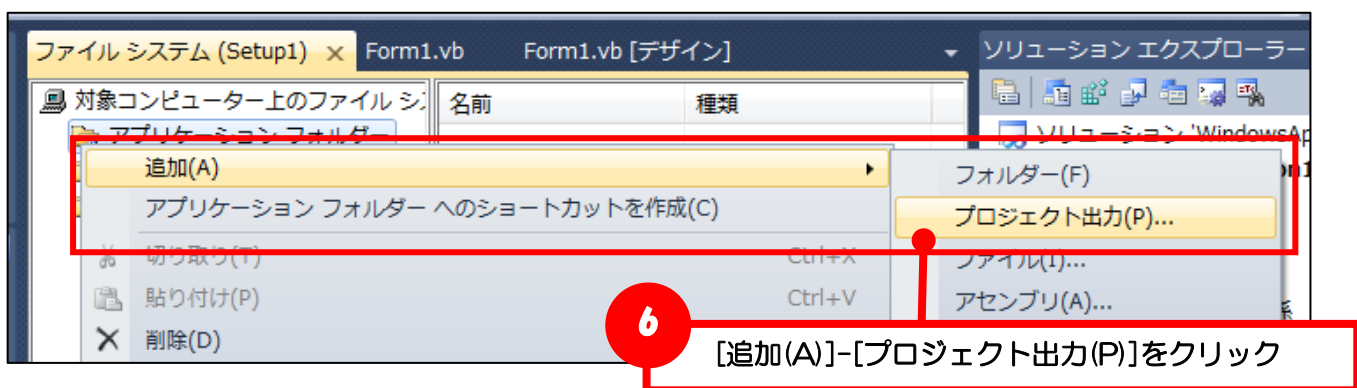 ファイル システム (Setup1) × Form1.vb Form1.vb [デザイン] ソリューション エクスプローラー
対象コンピューター上のファイル シ 名前 種類
アプリケーション フォルダー ソリューション 'WindowsAp
追加(A) フォルダー(F)
アプリケーション フォルダー へのショートカットを作成(C) プロジェクト出力(P)...
切り取り(T) Ctrl+X ファイル(I)...
貼り付け(P) Ctrl+V アセンブリ(A)...
削除(D)
6
[追加(A)]-[プロジェクト出力(P)]をクリック